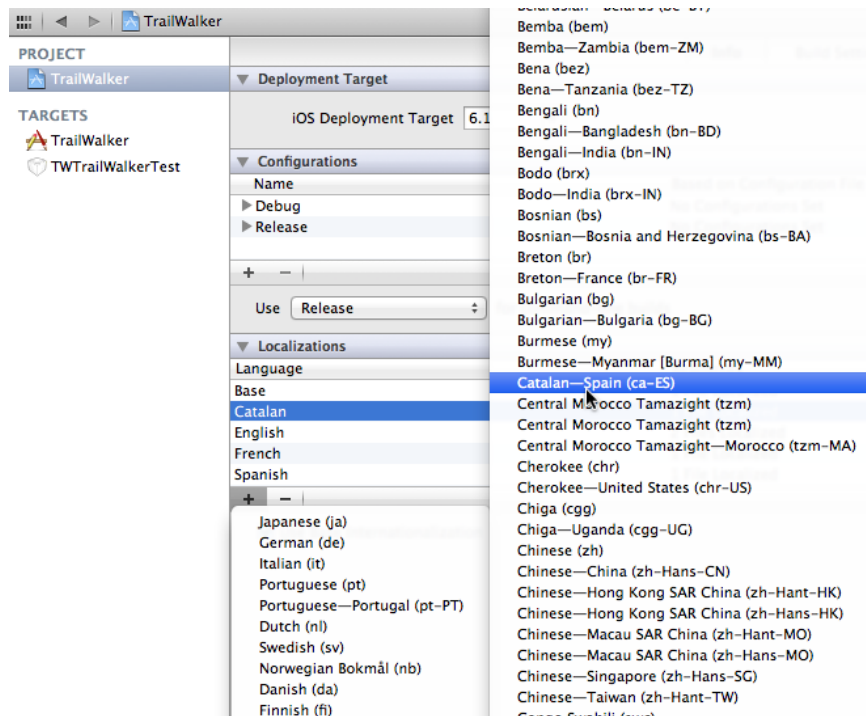 TrailWalker
PROJECT
TrailWalker
TARGETS
TrailWalker
TWTrailWalkerTest
Deployment Target
iOS Deployment Target 6.1
Configurations
Name
Debug
Release
+ −
Use Release
Localizations
Language
Base
Catalan
English
French
Spanish
+ −
Japanese (ja)
German (de)
Italian (it)
Portuguese (pt)
Portuguese—Portugal (pt-PT)
Dutch (nl)
Swedish (sv)
Norwegian Bokmål (nb)
Danish (da)
Finnish (fi)
Bemba (bem)
Bemba—Zambia (bem-ZM)
Bena (bez)
Bena—Tanzania (bez-TZ)
Bengali (bn)
Bengali—Bangladesh (bn-BD)
Bengali—India (bn-IN)
Bodo (brx)
Bodo—India (brx-IN)
Bosnian (bs)
Bosnian—Bosnia and Herzegovina (bs-BA)
Breton (br)
Breton—France (br-FR)
Bulgarian (bg)
Bulgarian—Bulgaria (bg-BG)
Burmese (my)
Burmese—Myanmar [Burma] (my-MM)
Catalan—Spain (ca-ES)
Central Morocco Tamazight (tzm)
Central Morocco Tamazight (tzm)
Central Morocco Tamazight—Morocco (tzm-MA)
Cherokee (chr)
Cherokee—United States (chr-US)
Chiga (cgg)
Chiga—Uganda (cgg-UG)
Chinese (zh)
Chinese—China (zh-Hans-CN)
Chinese—Hong Kong SAR China (zh-Hant-HK)
Chinese—Hong Kong SAR China (zh-Hans-HK)
Chinese—Macau SAR China (zh-Hant-MO)
Chinese—Macau SAR China (zh-Hans-MO)
Chinese—Singapore (zh-Hans-SG)
Chinese—Taiwan (zh-Hant-TW)